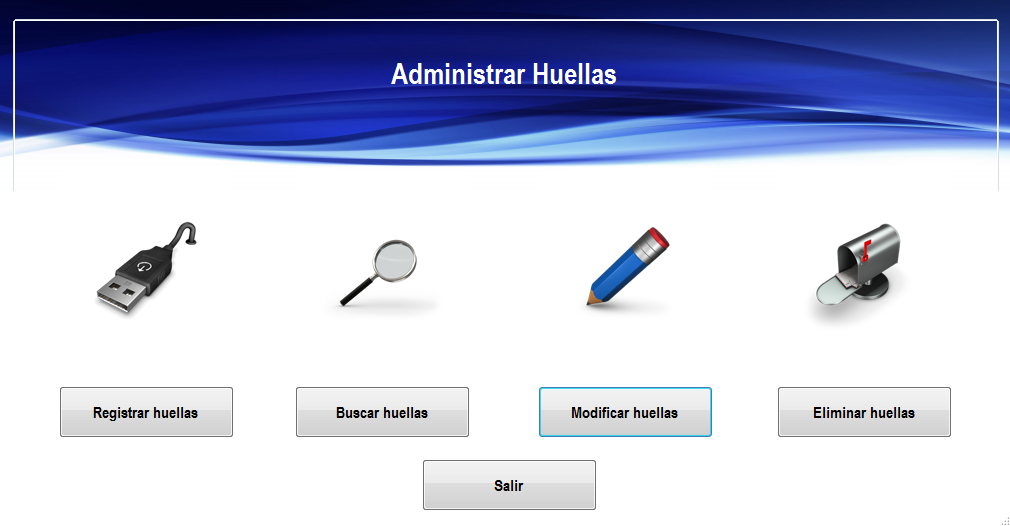 Administrar Huellas
Registrar huellas
Buscar huellas
Modificar huellas
Eliminar huellas
Salir